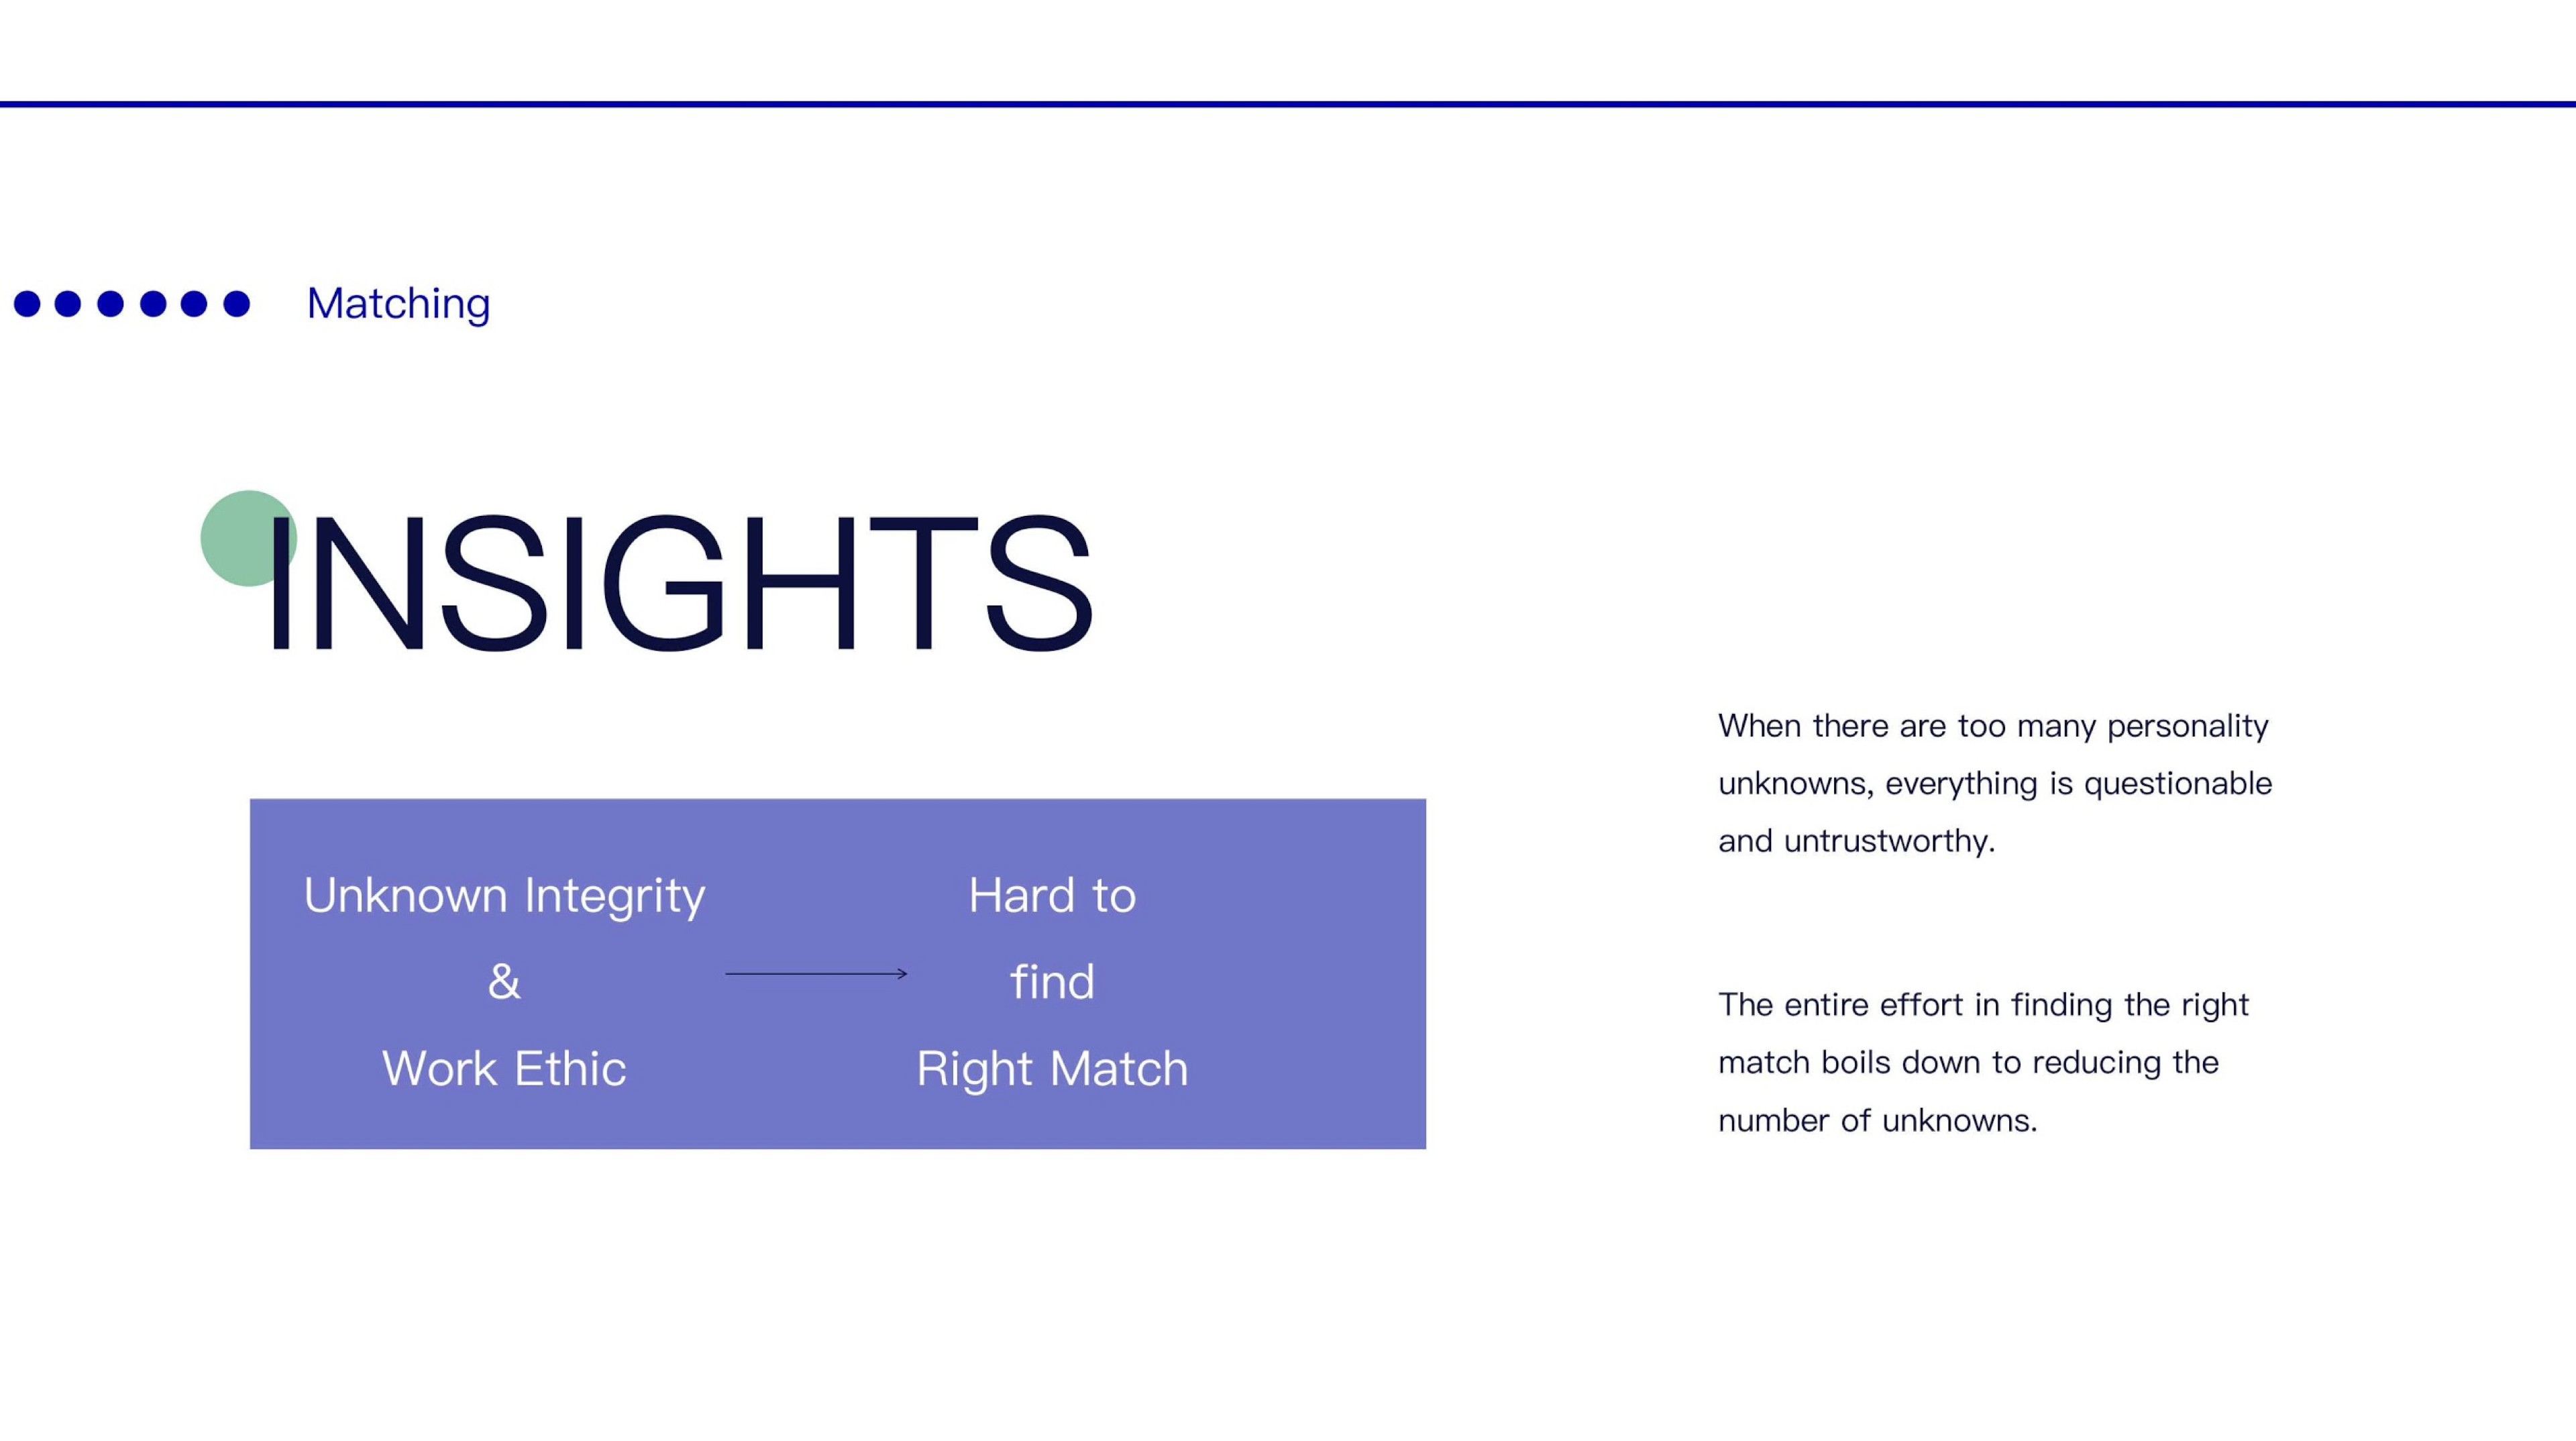 Matching
INSIGHTS
Unknown Integrity
&
Work Ethic
Hard to
find
Right Match
When there are too many personality
unknowns, everything is questionable
and untrustworthy.
The entire effort in finding the right
match boils down to reducing the
number of unknowns.